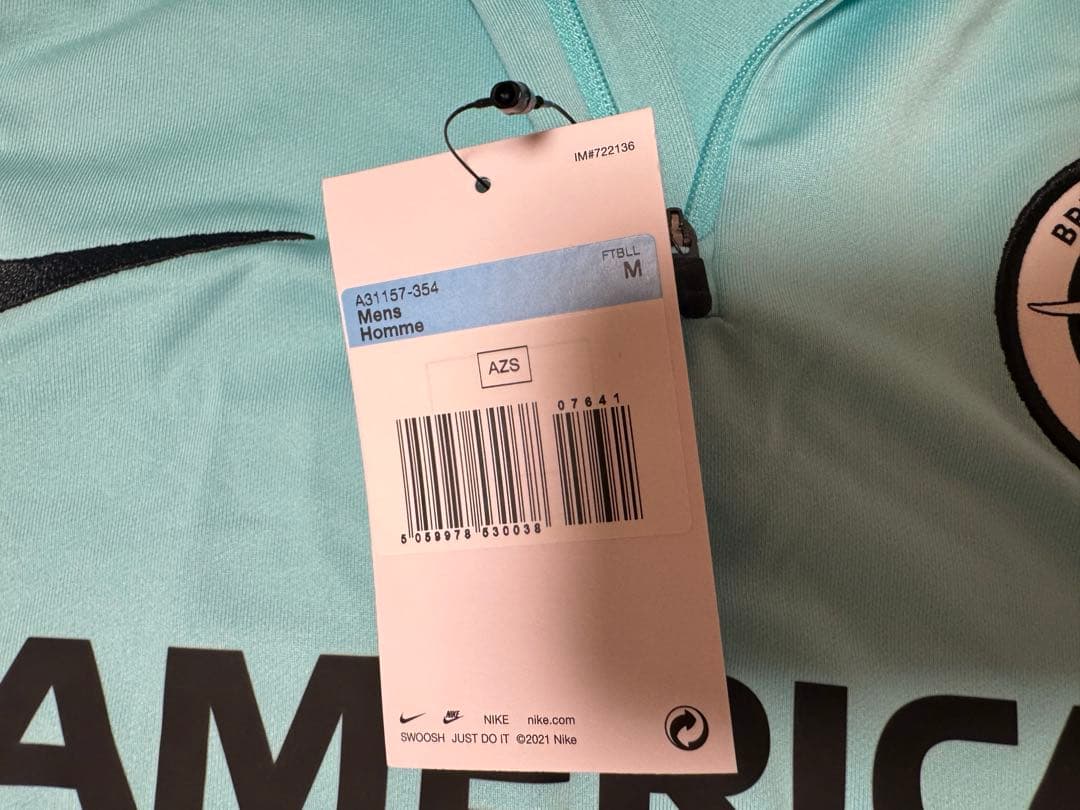 IM#722136
FTBLL
A31157-354 M
Mens
Homme
AZS
07641
5 059978 530038
NIKE nike.com
SWOOSH JUST DO IT ©2021 Nike
AMERICA